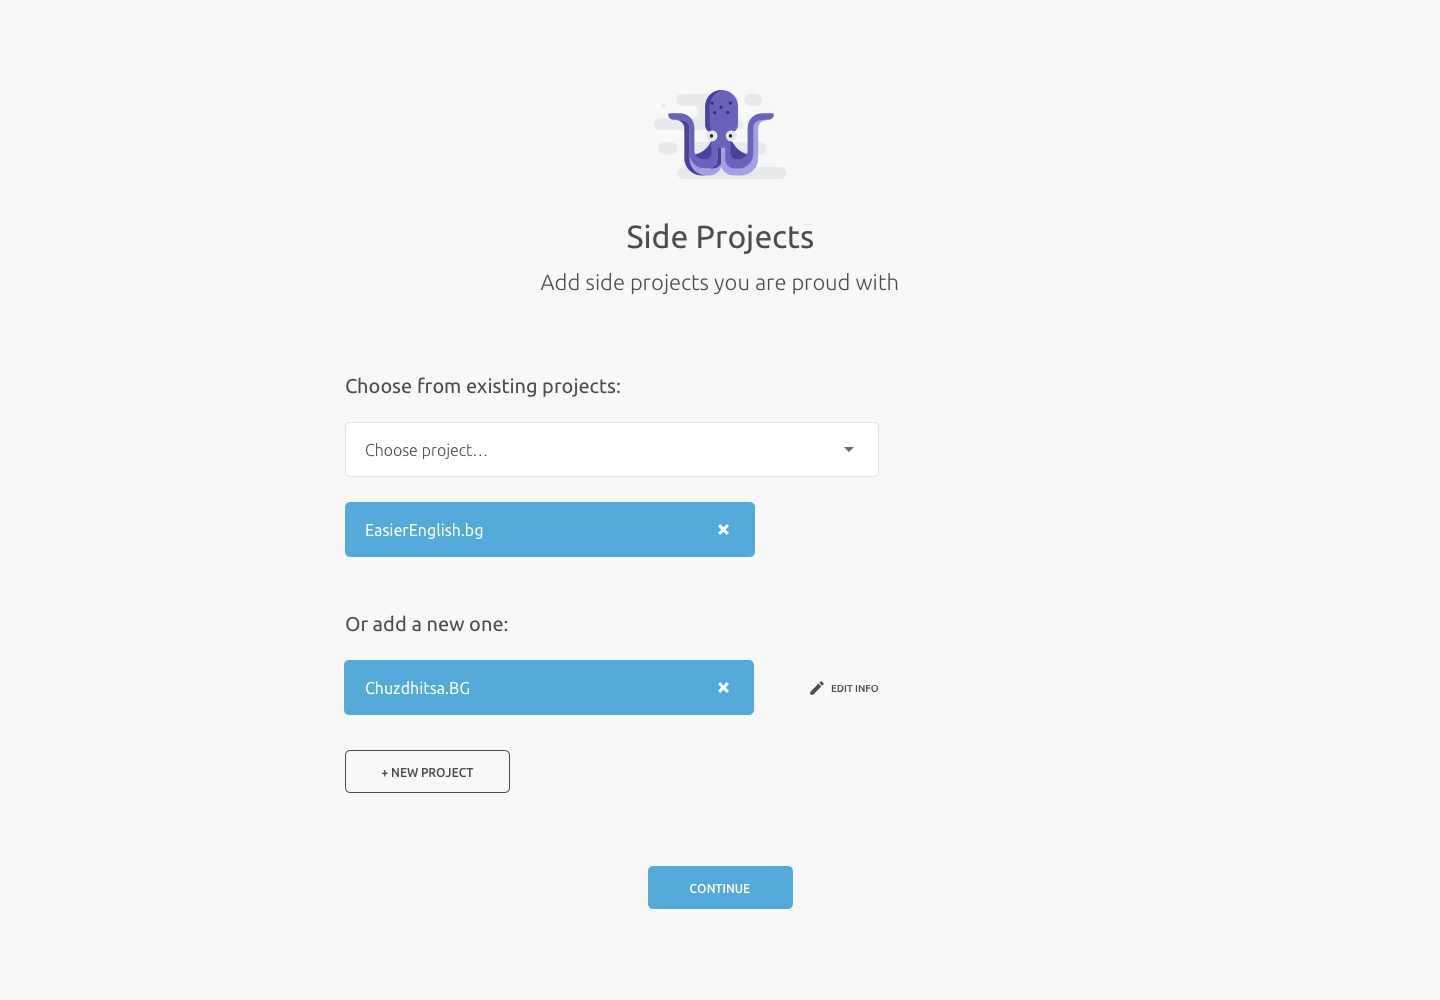 Side Projects
Add side projects you are proud with
Choose from existing projects:
Choose project...
EasierEnglish.bg
Or add a new one:
Chuzdhitsa.BG
EDIT INFO
+ NEW PROJECT
CONTINUE